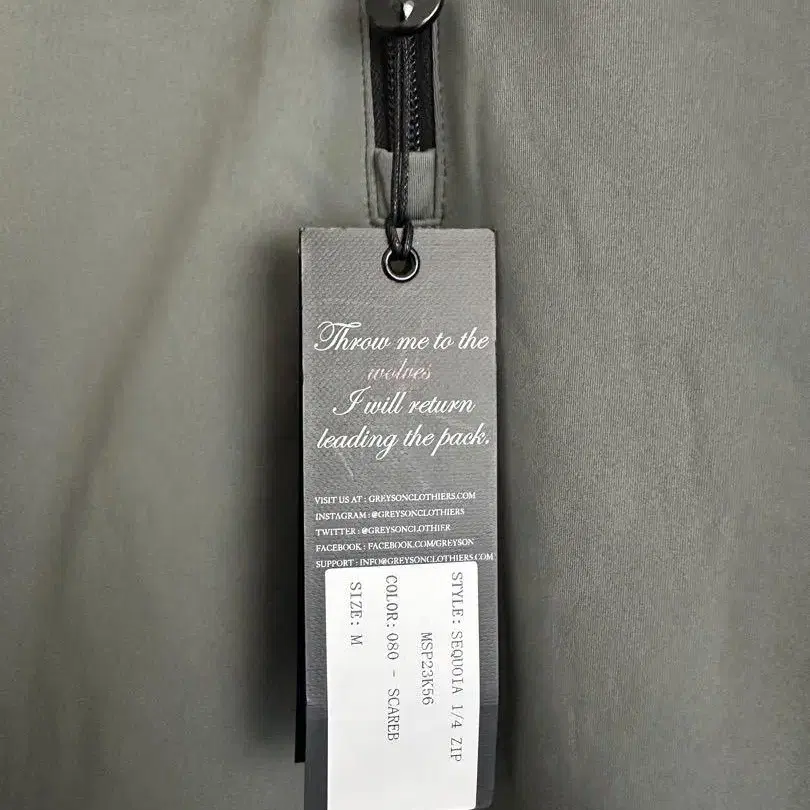 Throw me to the
wolves
I will return
leading the pack.
VISIT US AT : GREYSONCLOTHIERS.COM
INSTAGRAM : @GREYSONCLOTHIERS
TWITTER : @GREYSONCLOTHIER
FACEBOOK : FACEBOOK.COM/GREYSON
SUPPORT : INFO@GREYSONCLOTHIERS.COM
STYLE: SEQUOIA 1/4 ZIP
MSP23K56
COLOR: 080 - SCAREB
SIZE: M